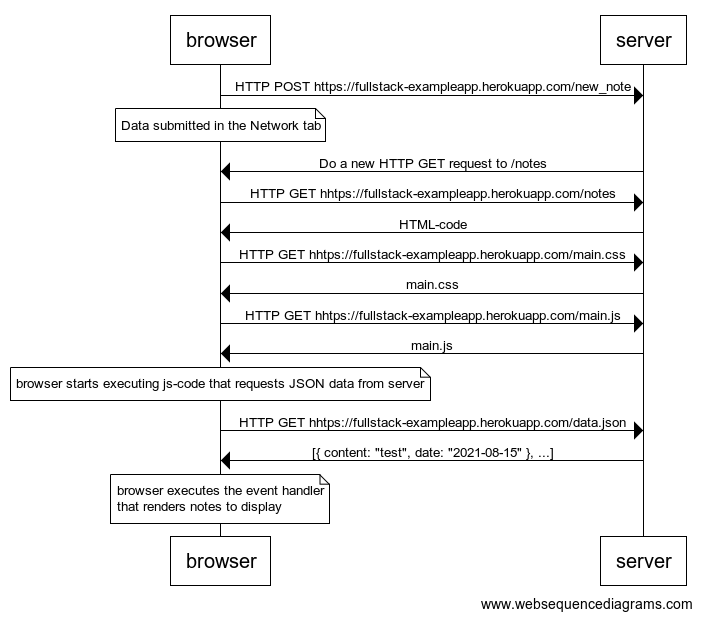 browser
server
HTTP POST https://fullstack-exampleapp.herokuapp.com/new_note
Data submitted in the Network tab
Do a new HTTP GET request to /notes
HTTP GET hhttps://fullstack-exampleapp.herokuapp.com/notes
HTML-code
HTTP GET hhttps://fullstack-exampleapp.herokuapp.com/main.css
main.css
HTTP GET hhttps://fullstack-exampleapp.herokuapp.com/main.js
main.js
browser starts executing js-code that requests JSON data from server
HTTP GET hhttps://fullstack-exampleapp.herokuapp.com/data.json
[{ content: "test", date: "2021-08-15" }, ...]
browser executes the event handler
that renders notes to display
browser
server
www.websequencediagrams.com